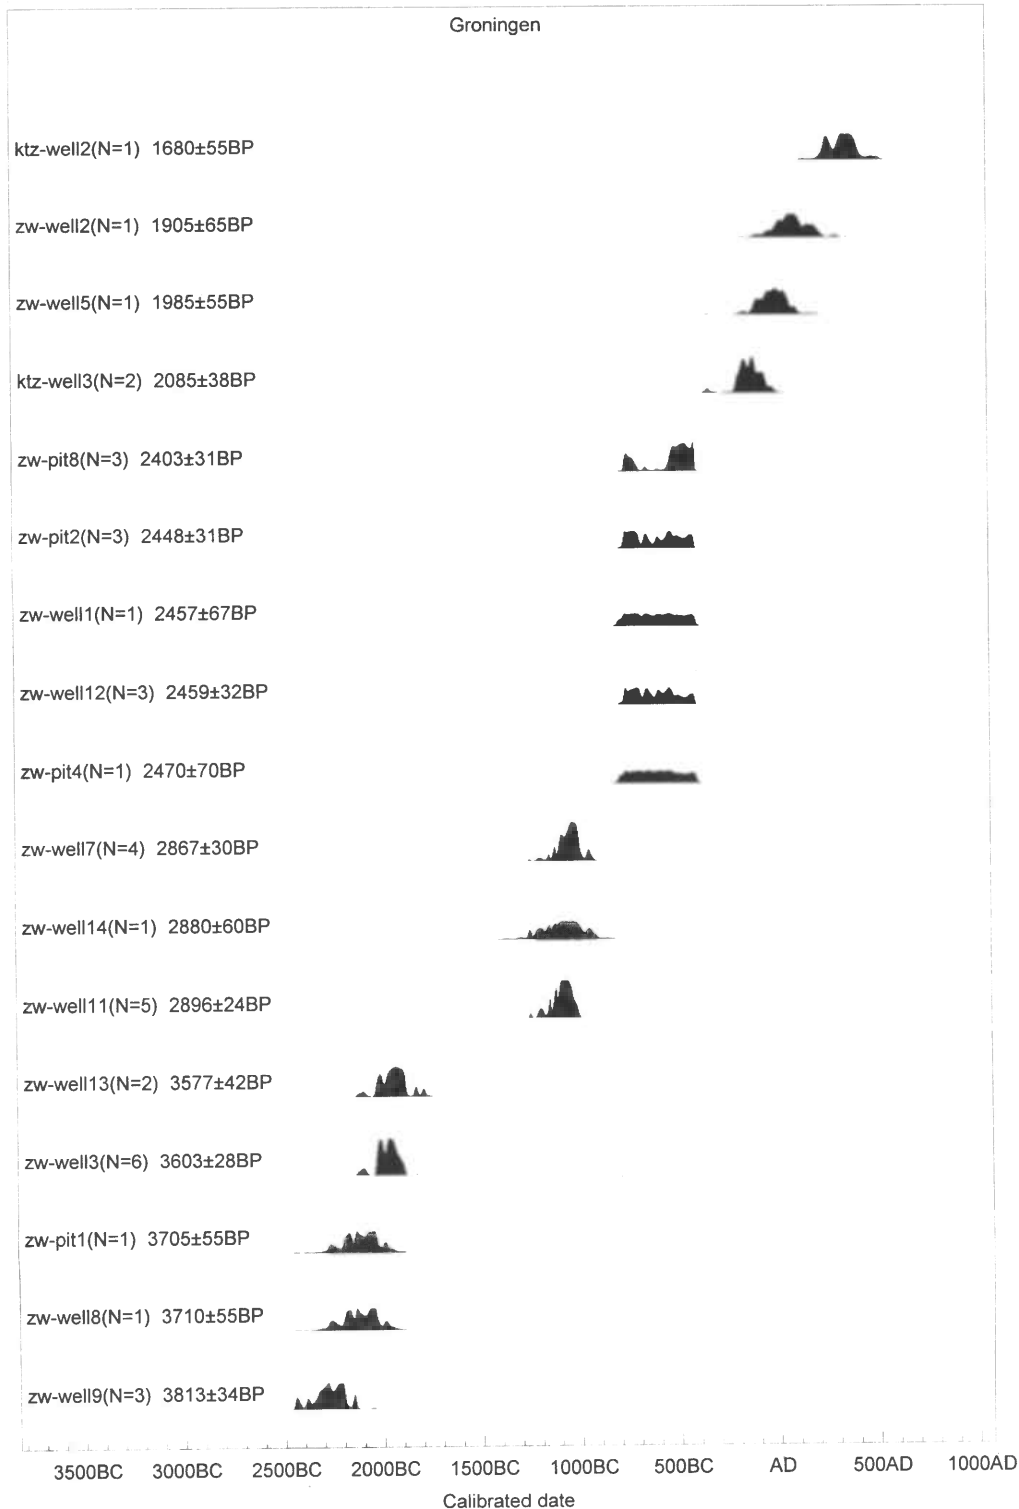 Groningen
ktz-well2(N=1) 1680±55BP
zw-well2(N=1) 1905±65BP
zw-well5(N=1) 1985±55BP
ktz-well3(N=2) 2085±38BP
zw-pit8(N=3) 2403±31BP
zw-pit2(N=3) 2448±31BP
zw-well1(N=1) 2457±67BP
zw-well12(N=3) 2459±32BP
zw-pit4(N=1) 2470±70BP
zw-well7(N=4) 2867±30BP
zw-well14(N=1) 2880±60BP
zw-well11(N=5) 2896±24BP
zw-well13(N=2) 3577±42BP
zw-well3(N=6) 3603±28BP
zw-pit1(N=1) 3705±55BP
zw-well8(N=1) 3710±55BP
zw-well9(N=3) 3813±34BP
3500BC 3000BC 2500BC 2000BC 1500BC 1000BC 500BC AD 500AD 1000AD
Calibrated date